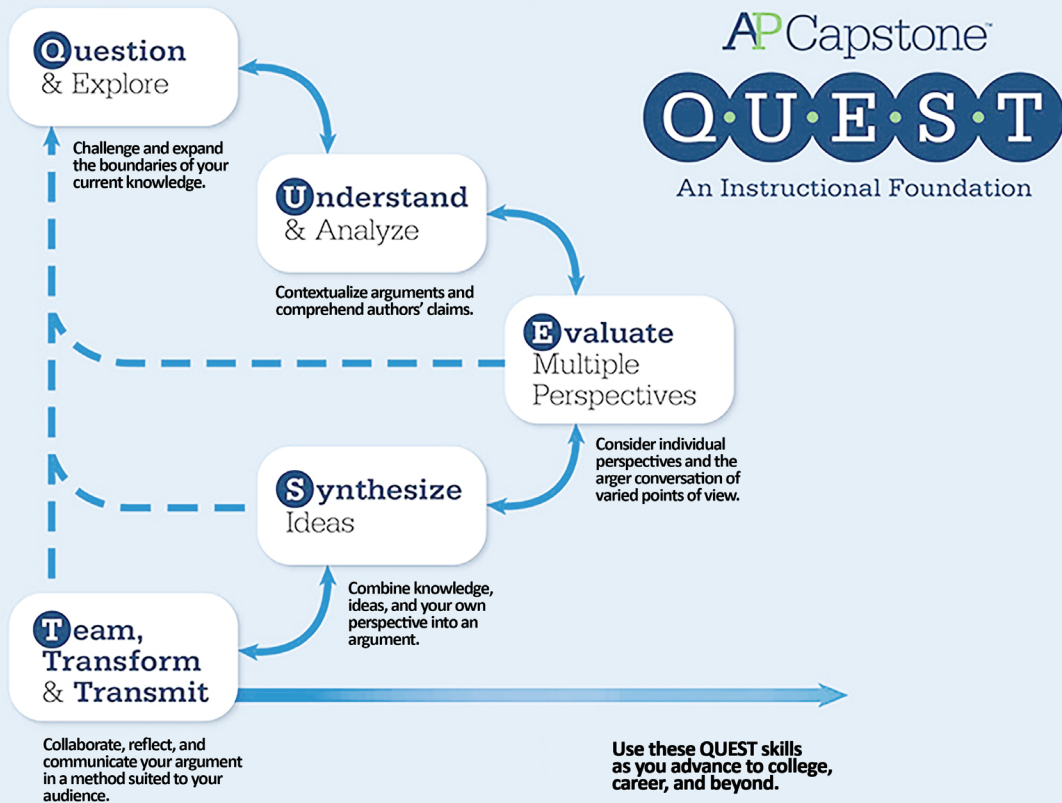 AP Capstone™
Q·U·E·S·T
An Instructional Foundation
Question
& Explore
Challenge and expand
the boundaries of your
current knowledge.
Understand
& Analyze
Contextualize arguments and
comprehend authors’ claims.
Evaluate
Multiple
Perspectives
Consider individual
perspectives and the
arger conversation of
varied points of view.
Synthesize
Ideas
Combine knowledge,
ideas, and your own
perspective into an
argument.
Team,
Transform
& Transmit
Collaborate, reflect, and
communicate your argument
in a method suited to your
audience.
Use these QUEST skills
as you advance to college,
career, and beyond.